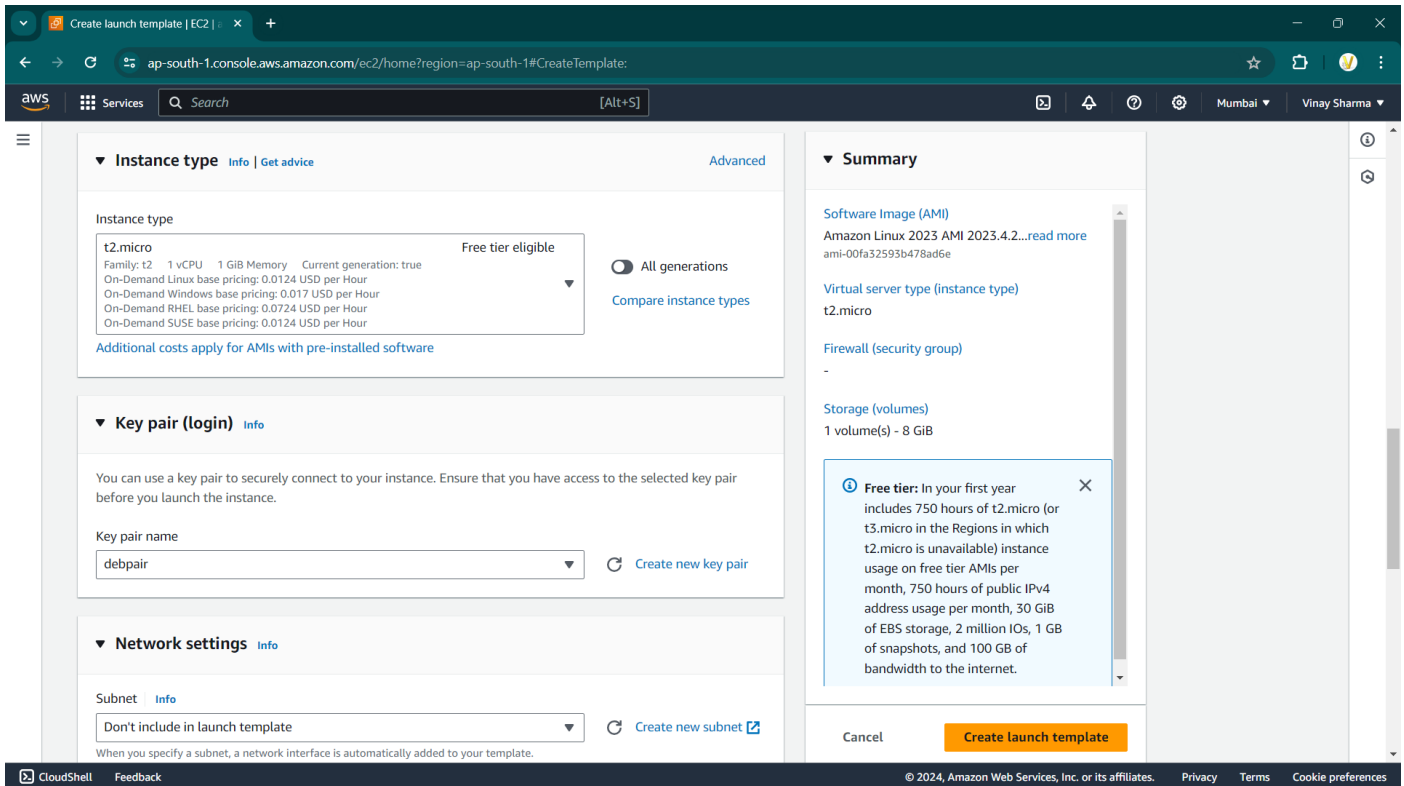 Create launch template | EC2 | a
ap-south-1.console.aws.amazon.com/ec2/home?region=ap-south-1#CreateTemplate:
aws
Services
Search
[Alt+S]
Mumbai
Vinay Sharma
Instance type Info | Get advice
Advanced
Instance type
t2.micro
Free tier eligible
Family: t2 1 vCPU 1 GiB Memory Current generation: true
On-Demand Linux base pricing: 0.0124 USD per Hour
On-Demand Windows base pricing: 0.017 USD per Hour
On-Demand RHEL base pricing: 0.0724 USD per Hour
On-Demand SUSE base pricing: 0.0124 USD per Hour
All generations
Compare instance types
Additional costs apply for AMIs with pre-installed software
Key pair (login) Info
You can use a key pair to securely connect to your instance. Ensure that you have access to the selected key pair
before you launch the instance.
Key pair name
debpair
Create new key pair
Network settings Info
Subnet Info
Don't include in launch template
Create new subnet
When you specify a subnet, a network interface is automatically added to your template.
Summary
Software Image (AMI)
Amazon Linux 2023 AMI 2023.4.2...read more
ami-00fa32593b478ad6e
Virtual server type (instance type)
t2.micro
Firewall (security group)
-
Storage (volumes)
1 volume(s) - 8 GiB
Free tier: In your first year
includes 750 hours of t2.micro (or
t3.micro in the Regions in which
t2.micro is unavailable) instance
usage on free tier AMIs per
month, 750 hours of public IPv4
address usage per month, 30 GiB
of EBS storage, 2 million IOs, 1 GB
of snapshots, and 100 GB of
bandwidth to the internet.
Cancel
Create launch template
CloudShell
Feedback
© 2024, Amazon Web Services, Inc. or its affiliates.
Privacy
Terms
Cookie preferences